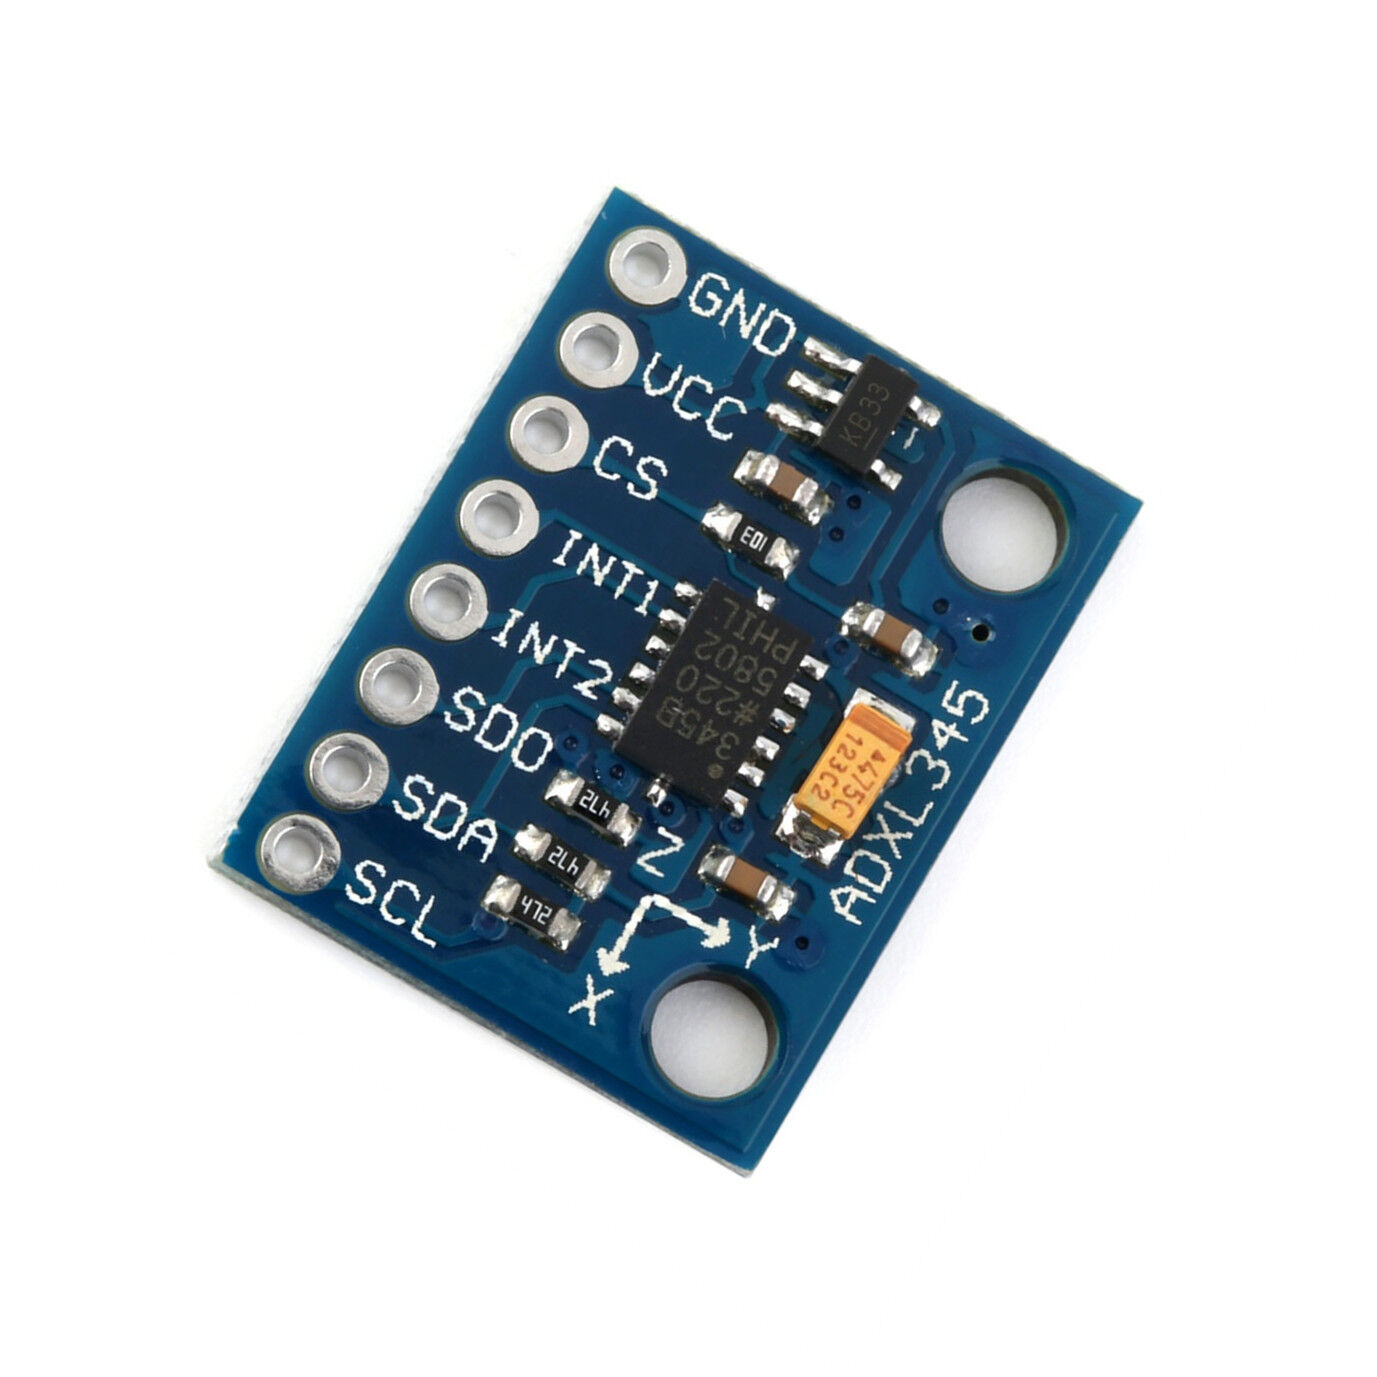 GND
VCC
CS
INT1
INT2
SDO
SDA
SCL
KB33
103
345B
#220
5802
PHIL
475C
123C2
ADXL345
472
472
472
Z
Y
X